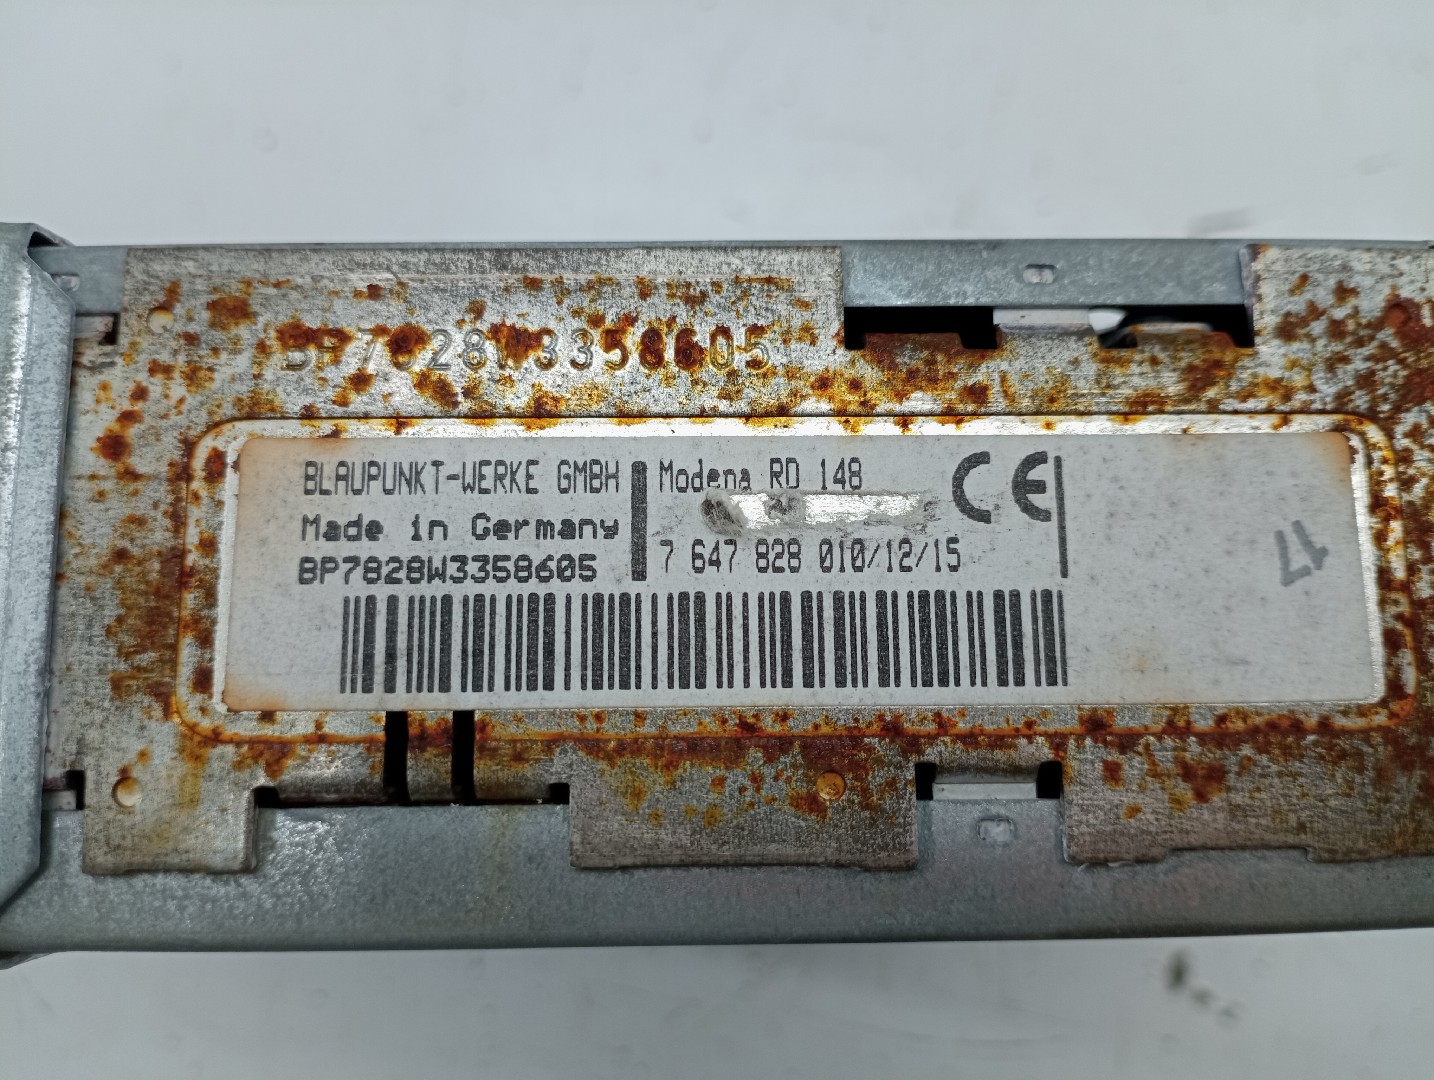 BP7828W3358605
BLAUPUNKT-WERKE GMBH
Made in Germany
BP7828W3358605
Modena RD 148
7 647 828 010/12/15
CE
17